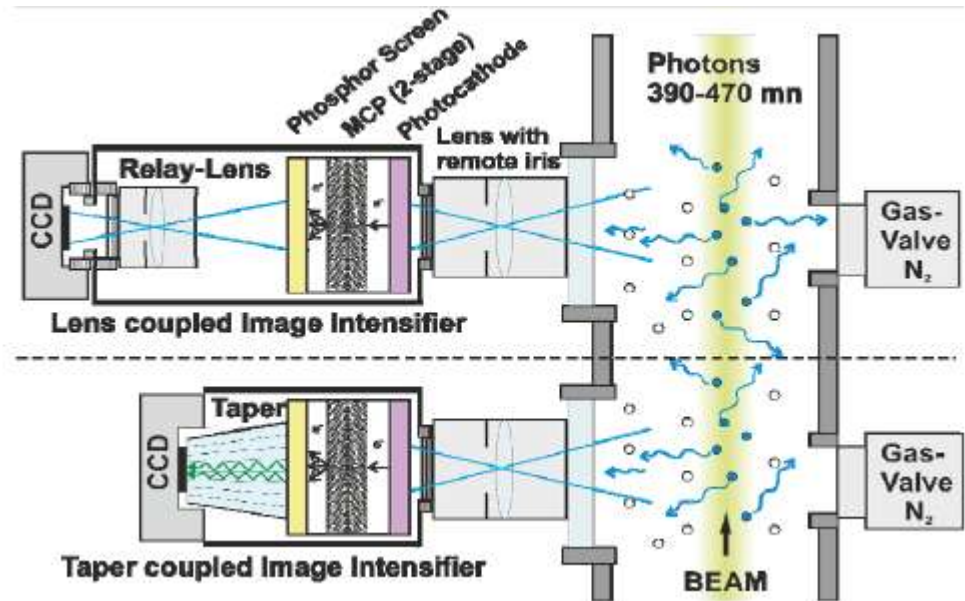 Phosphor Screen
MCP (2-stage)
Photocathode
Photons
390-470 mn
Lens with
remote iris
Relay-Lens
CCD
Gas-
Valve
N₂
Lens coupled Image Intensifier
Taper
CCD
Gas-
Valve
N₂
Taper coupled Image Intensifier
BEAM